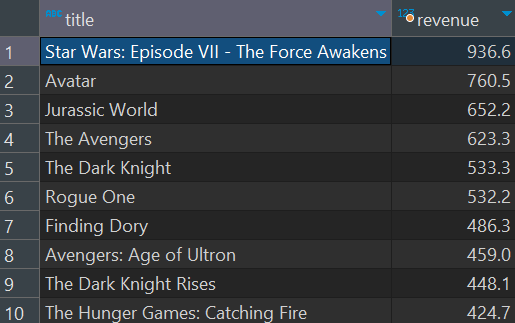 ABC title 123 revenue
1 Star Wars: Episode VII - The Force Awakens 936.6
2 Avatar 760.5
3 Jurassic World 652.2
4 The Avengers 623.3
5 The Dark Knight 533.3
6 Rogue One 532.2
7 Finding Dory 486.3
8 Avengers: Age of Ultron 459.0
9 The Dark Knight Rises 448.1
10 The Hunger Games: Catching Fire 424.7